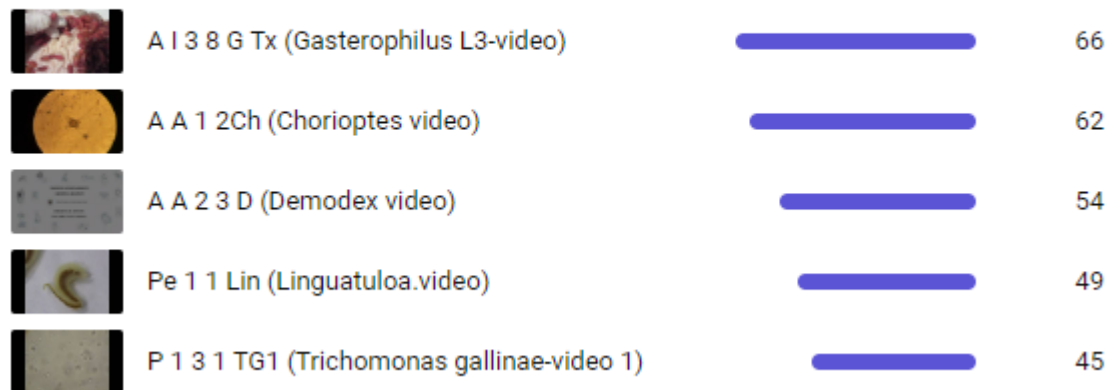 A I 3 8 G Tx (Gasterophilus L3-video) 66
A A 1 2Ch (Chorioptes video) 62
A A 2 3 D (Demodex video) 54
Pe 1 1 Lin (Linguatuloa.video) 49
P 1 3 1 TG1 (Trichomonas gallinae-video 1) 45